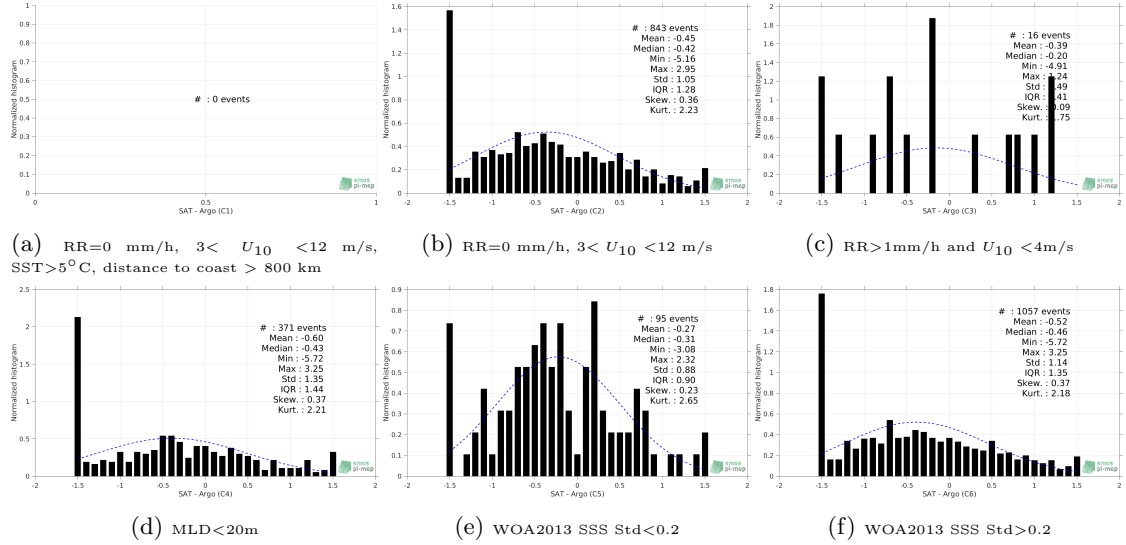 1
0.9
0.8
0.7
0.6
0.5
0.4
0.3
0.2
0.1
0
Normalized histogram
# : 0 events
0 0.5 1
SAT - Argo (C1)
smos
pi-mep
(a) RR=0 mm/h, 3< U10 <12 m/s,
SST>5°C, distance to coast > 800 km
1.6
1.4
1.2
1
0.8
0.6
0.4
0.2
0
Normalized histogram
# : 843 events
Mean : -0.45
Median : -0.42
Min : -5.16
Max : 2.95
Std : 1.05
IQR : 1.28
Skew. : 0.36
Kurt. : 2.23
-2 -1.5 -1 -0.5 0 0.5 1 1.5 2
SAT - Argo (C2)
smos
pi-mep
(b) RR=0 mm/h, 3< U10 <12 m/s
2
1.8
1.6
1.4
1.2
1
0.8
0.6
0.4
0.2
0
Normalized histogram
# : 16 events
Mean : -0.39
Median : -0.20
Min : -4.91
Max :
Std :
IQR :
Skew. :
Kurt. :
-2 -1.5 -1 -0.5 0 0.5 1 1.5 2
SAT - Argo (C3)
smos
pi-mep
(c) RR>1mm/h and U10 <4m/s
2.5
2
1.5
1
0.5
0
Normalized histogram
# : 371 events
Mean : -0.60
Median : -0.43
Min : -5.72
Max : 3.25
Std : 1.35
IQR : 1.44
Skew. : 0.37
Kurt. : 2.21
-2 -1.5 -1 -0.5 0 0.5 1 1.5 2
SAT - Argo (C4)
smos
pi-mep
(d) MLD<20m
0.9
0.8
0.7
0.6
0.5
0.4
0.3
0.2
0.1
0
Normalized histogram
# : 95 events
Mean : -0.27
Median : -0.31
Min : -3.08
Max : 2.32
Std : 0.88
IQR : 0.90
Skew. : 0.23
Kurt. : 2.65
-2 -1.5 -1 -0.5 0 0.5 1 1.5 2
SAT - Argo (C5)
smos
pi-mep
(e) WOA2013 SSS Std<0.2
1.8
1.6
1.4
1.2
1
0.8
0.6
0.4
0.2
0
Normalized histogram
# : 1057 events
Mean : -0.52
Median : -0.46
Min : -5.72
Max : 3.25
Std : 1.14
IQR : 1.35
Skew. : 0.37
Kurt. : 2.18
-2 -1.5 -1 -0.5 0 0.5 1 1.5 2
SAT - Argo (C6)
smos
pi-mep
(f) WOA2013 SSS Std>0.2